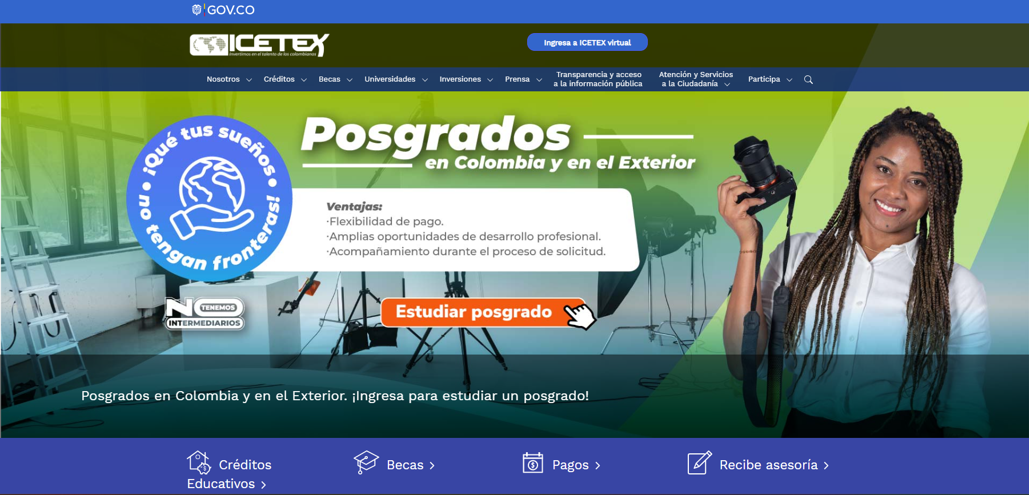 GOV.CO
ICETEX
Invertimos en el talento de los colombianos
Ingresa a ICETEX virtual
Nosotros Créditos Becas Universidades Inversiones Prensa Transparencia y acceso a la información pública Atención y Servicios a la Ciudadanía Participa
¡Qué tus sueños
no tengan fronteras!
Posgrados
en Colombia y en el Exterior
Ventajas:
·Flexibilidad de pago.
·Amplias oportunidades de desarrollo profesional.
·Acompañamiento durante el proceso de solicitud.
NO TENEMOS
INTERMEDIARIOS
Estudiar posgrado
Posgrados en Colombia y en el Exterior. ¡Ingresa para estudiar un posgrado!
Créditos
Educativos
Becas
Pagos
Recibe asesoría